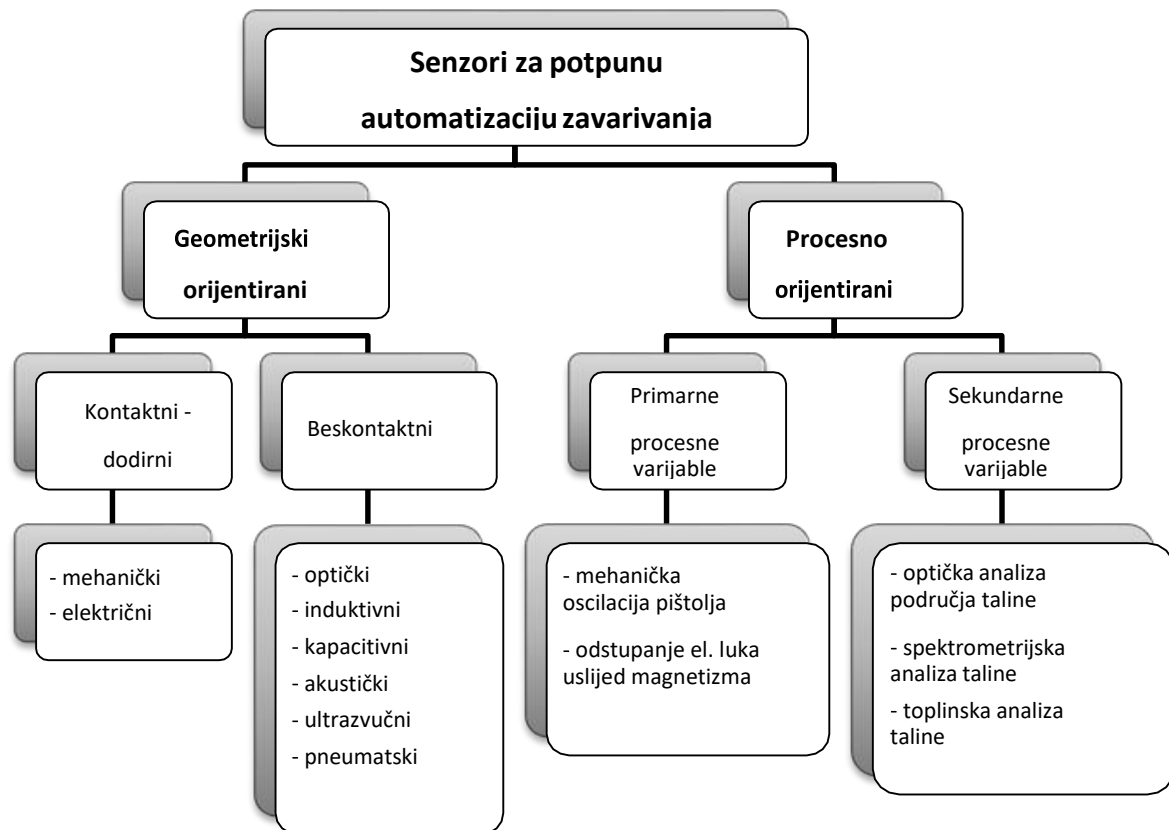 Senzori za potpunu
automatizaciju zavarivanja
Geometrijski
orijentirani
Procesno
orijentirani
Kontaktni -
dodirni
Beskontaktni
Primarne
procesne
varijable
Sekundarne
procesne
varijable
- mehanički
- električni
- optički
- induktivni
- kapacitivni
- akustički
- ultrazvučni
- pneumatski
- mehanička
oscilacija pištolja
- odstupanje el. luka
uslijed magnetizma
- optička analiza
područja taline
- spektrometrijska
analiza taline
- toplinska analiza
taline